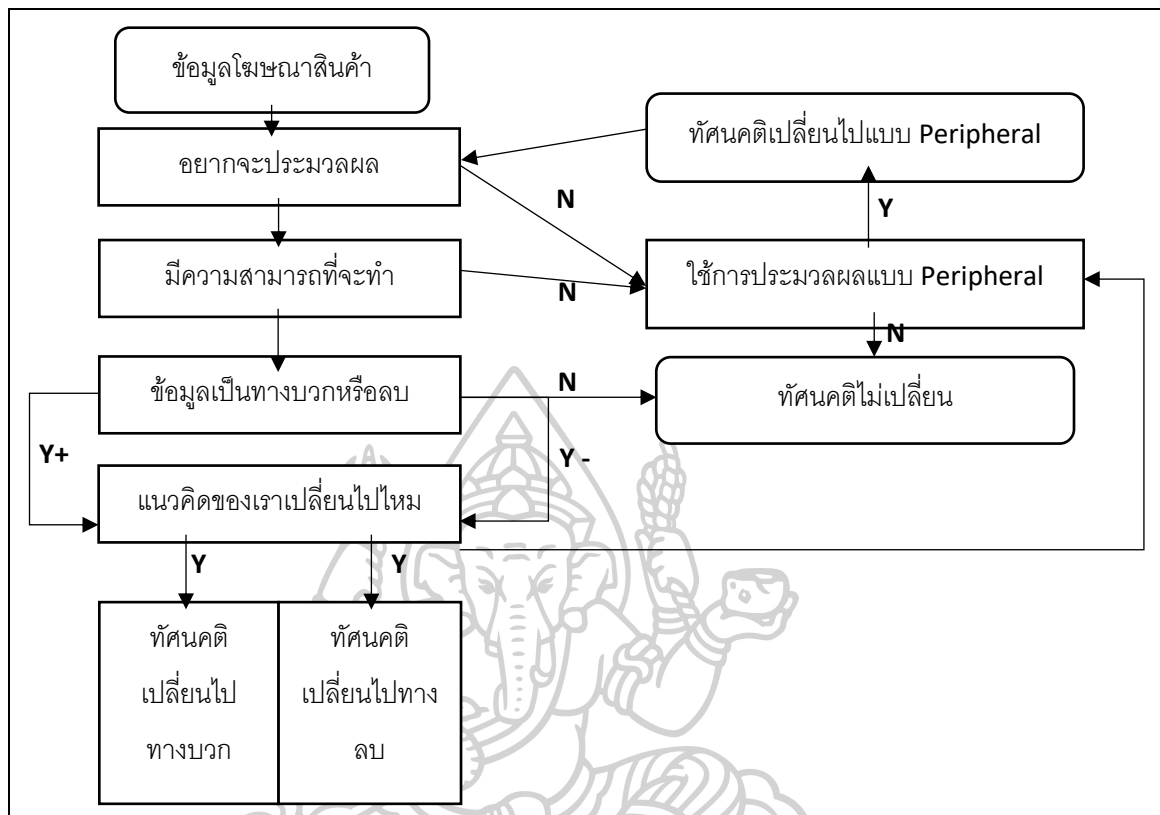 ข้อมูลโฆษณาสินค้า
ทัศนคติเปลี่ยนไปแบบ Peripheral
อยากจะประมวลผล
N
Y
มีความสามารถที่จะทำ
N
ใช้การประมวลผลแบบ Peripheral
N
ข้อมูลเป็นทางบวกหรือลบ
N
ทัศนคติไม่เปลี่ยน
Y+
Y -
แนวคิดของเราเปลี่ยนไปไหม
Y
Y
ทัศนคติ
เปลี่ยนไป
ทางบวก
ทัศนคติ
เปลี่ยนไปทาง
ลบ